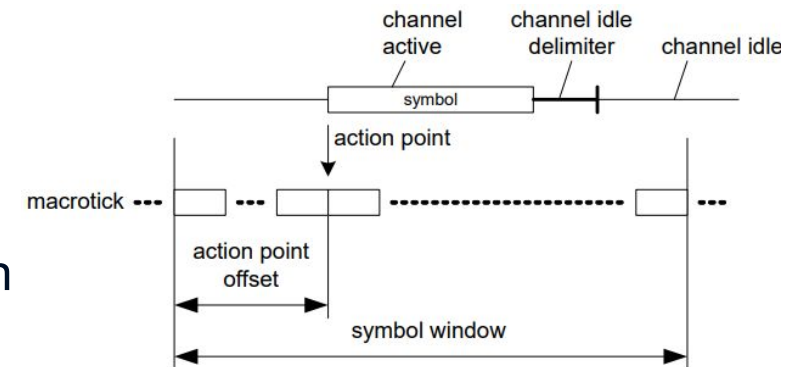 channel active
channel idle delimiter
channel idle
symbol
action point
macrotick
action point offset
symbol window